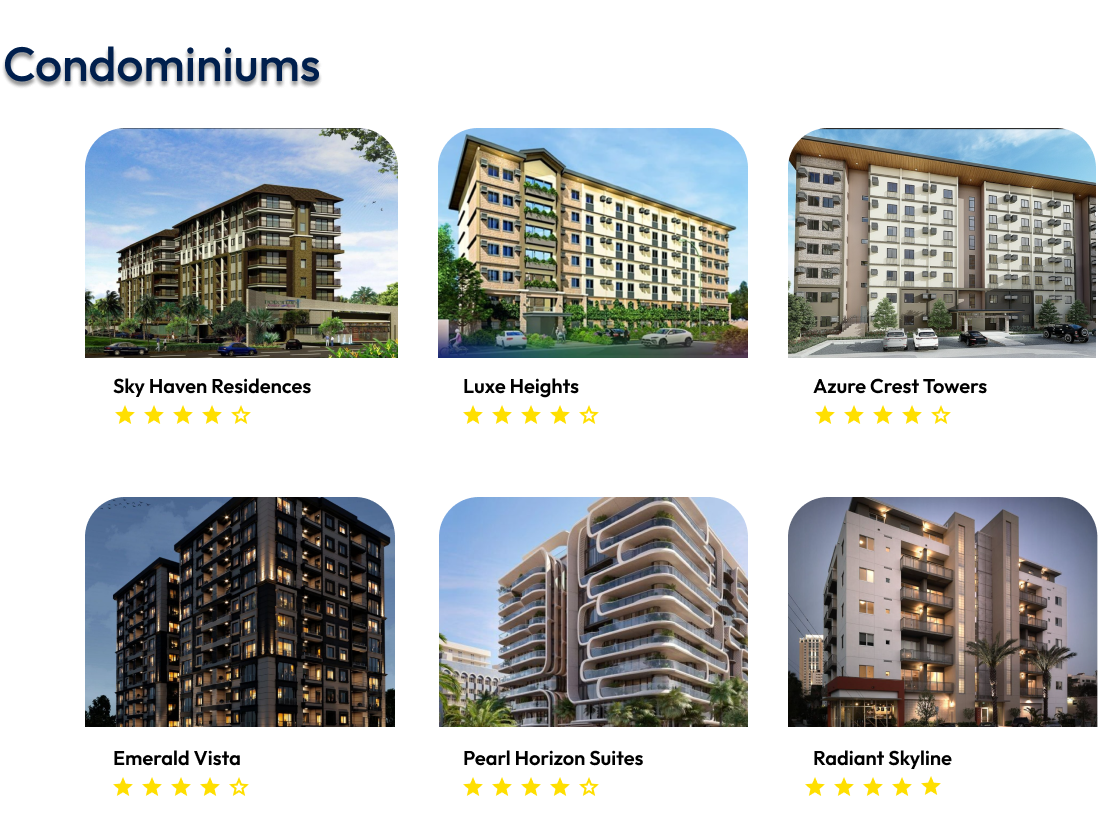 Condominiums
Sky Haven Residences
Luxe Heights
Azure Crest Towers
Emerald Vista
Pearl Horizon Suites
Radiant Skyline